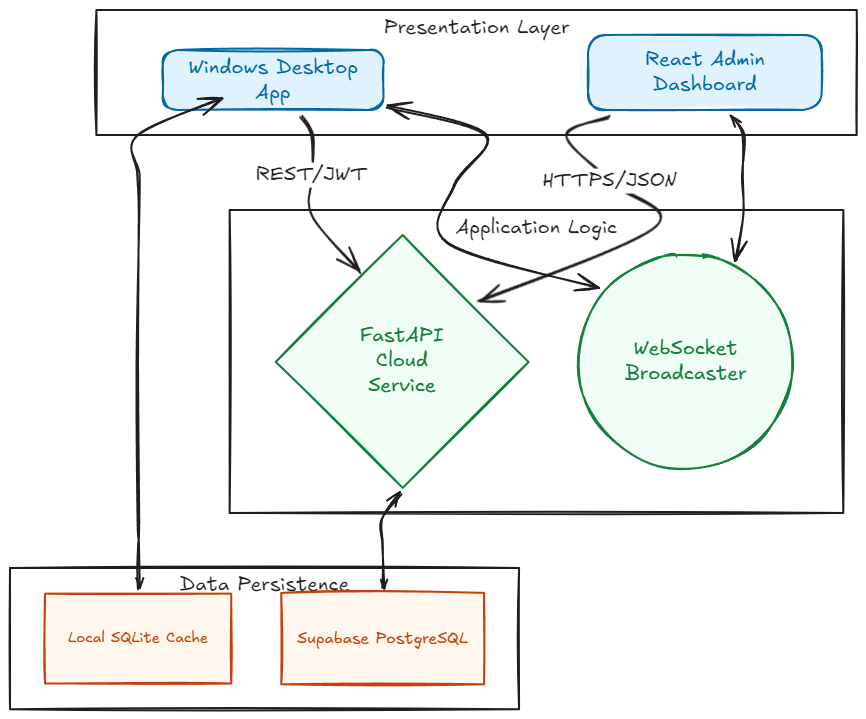 Presentation Layer
Windows Desktop
App
React Admin
Dashboard
REST/JWT
HTTPS/JSON
Application Logic
FastAPI
Cloud
Service
WebSocket
Broadcaster
Data Persistence
Local SQLite Cache
Supabase PostgreSQL